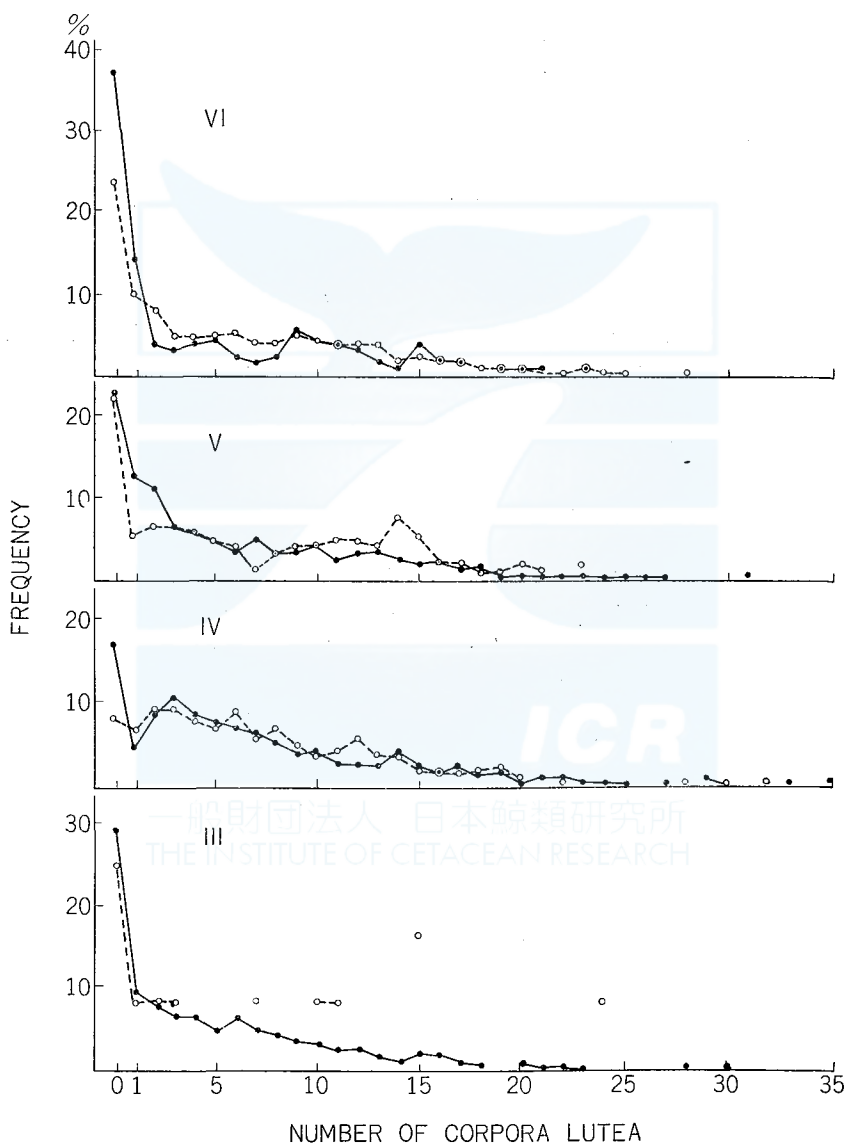 %
40
VI
30
20
10
V
20
10
FREQUENCY
IV
20
10
ICR
一般財団法人 日本鯨類研究所
THE INSTITUTE OF CETACEAN RESEARCH
III
30
20
10
0 1 5 10 15 20 25 30 35
NUMBER OF CORPORA LUTEA